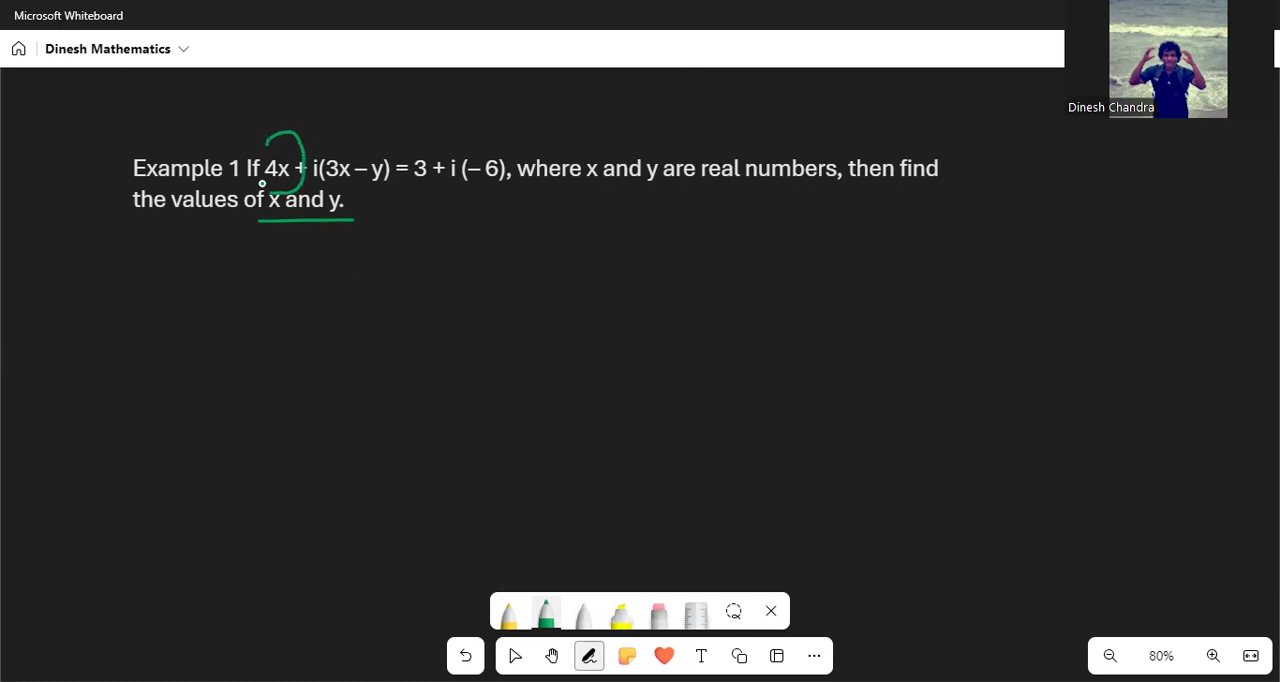 Microsoft Whiteboard
Dinesh Mathematics
Dinesh Chandra
Example 1 If 4x + i(3x – y) = 3 + i (– 6), where x and y are real numbers, then find
the values of x and y.
80%